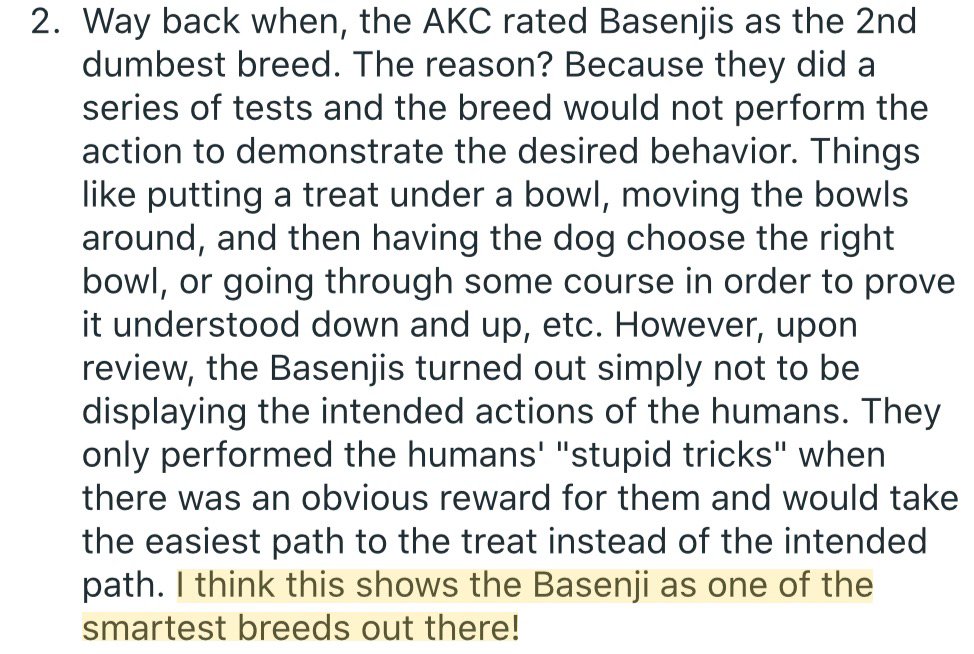 2. Way back when, the AKC rated Basenjis as the 2nd
dumbest breed. The reason? Because they did a
series of tests and the breed would not perform the
action to demonstrate the desired behavior. Things
like putting a treat under a bowl, moving the bowls
around, and then having the dog choose the right
bowl, or going through some course in order to prove
it understood down and up, etc. However, upon
review, the Basenjis turned out simply not to be
displaying the intended actions of the humans. They
only performed the humans' "stupid tricks" when
there was an obvious reward for them and would take
the easiest path to the treat instead of the intended
path. I think this shows the Basenji as one of the
smartest breeds out there!